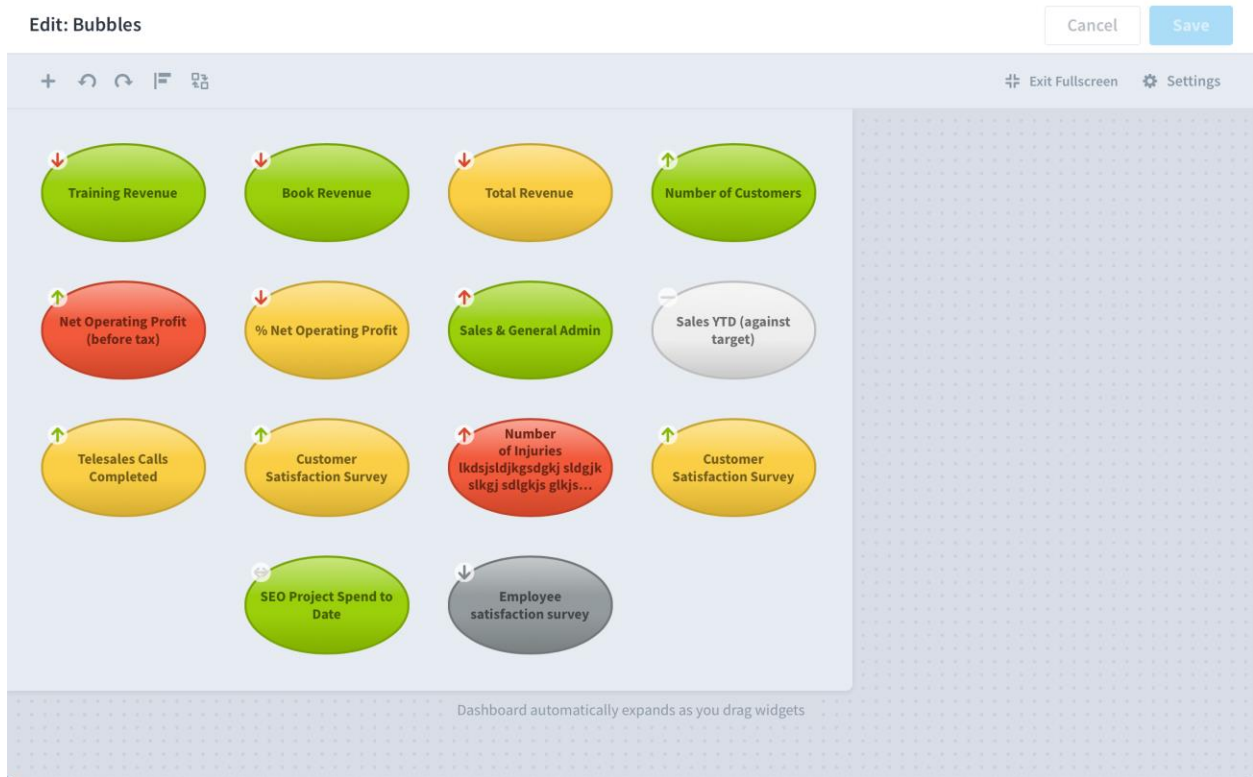 Edit: Bubbles
Cancel
Save
Exit Fullscreen
Settings
Training Revenue
Book Revenue
Total Revenue
Number of Customers
Net Operating Profit
(before tax)
% Net Operating Profit
Sales & General Admin
Sales YTD (against
target)
Telesales Calls
Completed
Customer
Satisfaction Survey
Number
of Injuries
lkdsjsldjkgsdgkj sldgjk
slkgj sdlgkjs glkjs...
Customer
Satisfaction Survey
SEO Project Spend to
Date
Employee
satisfaction survey
Dashboard automatically expands as you drag widgets